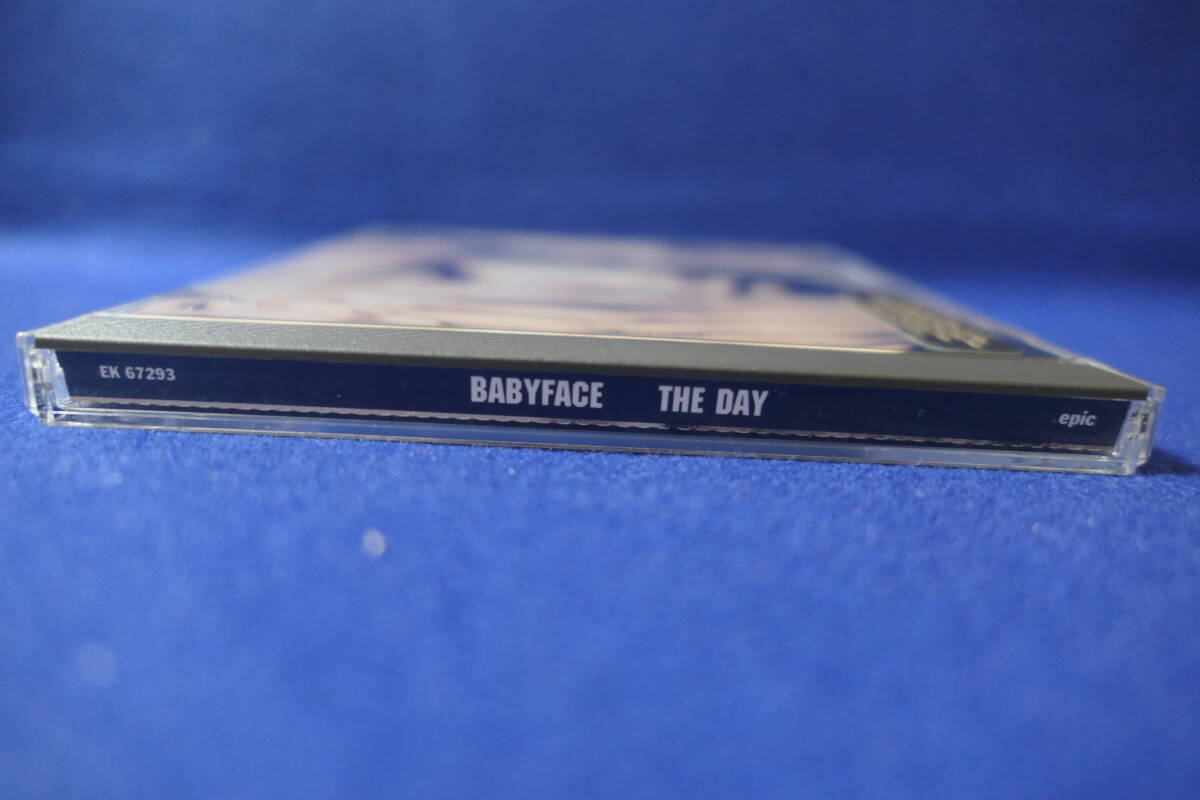 EK 67293 BABYFACE THE DAY epic